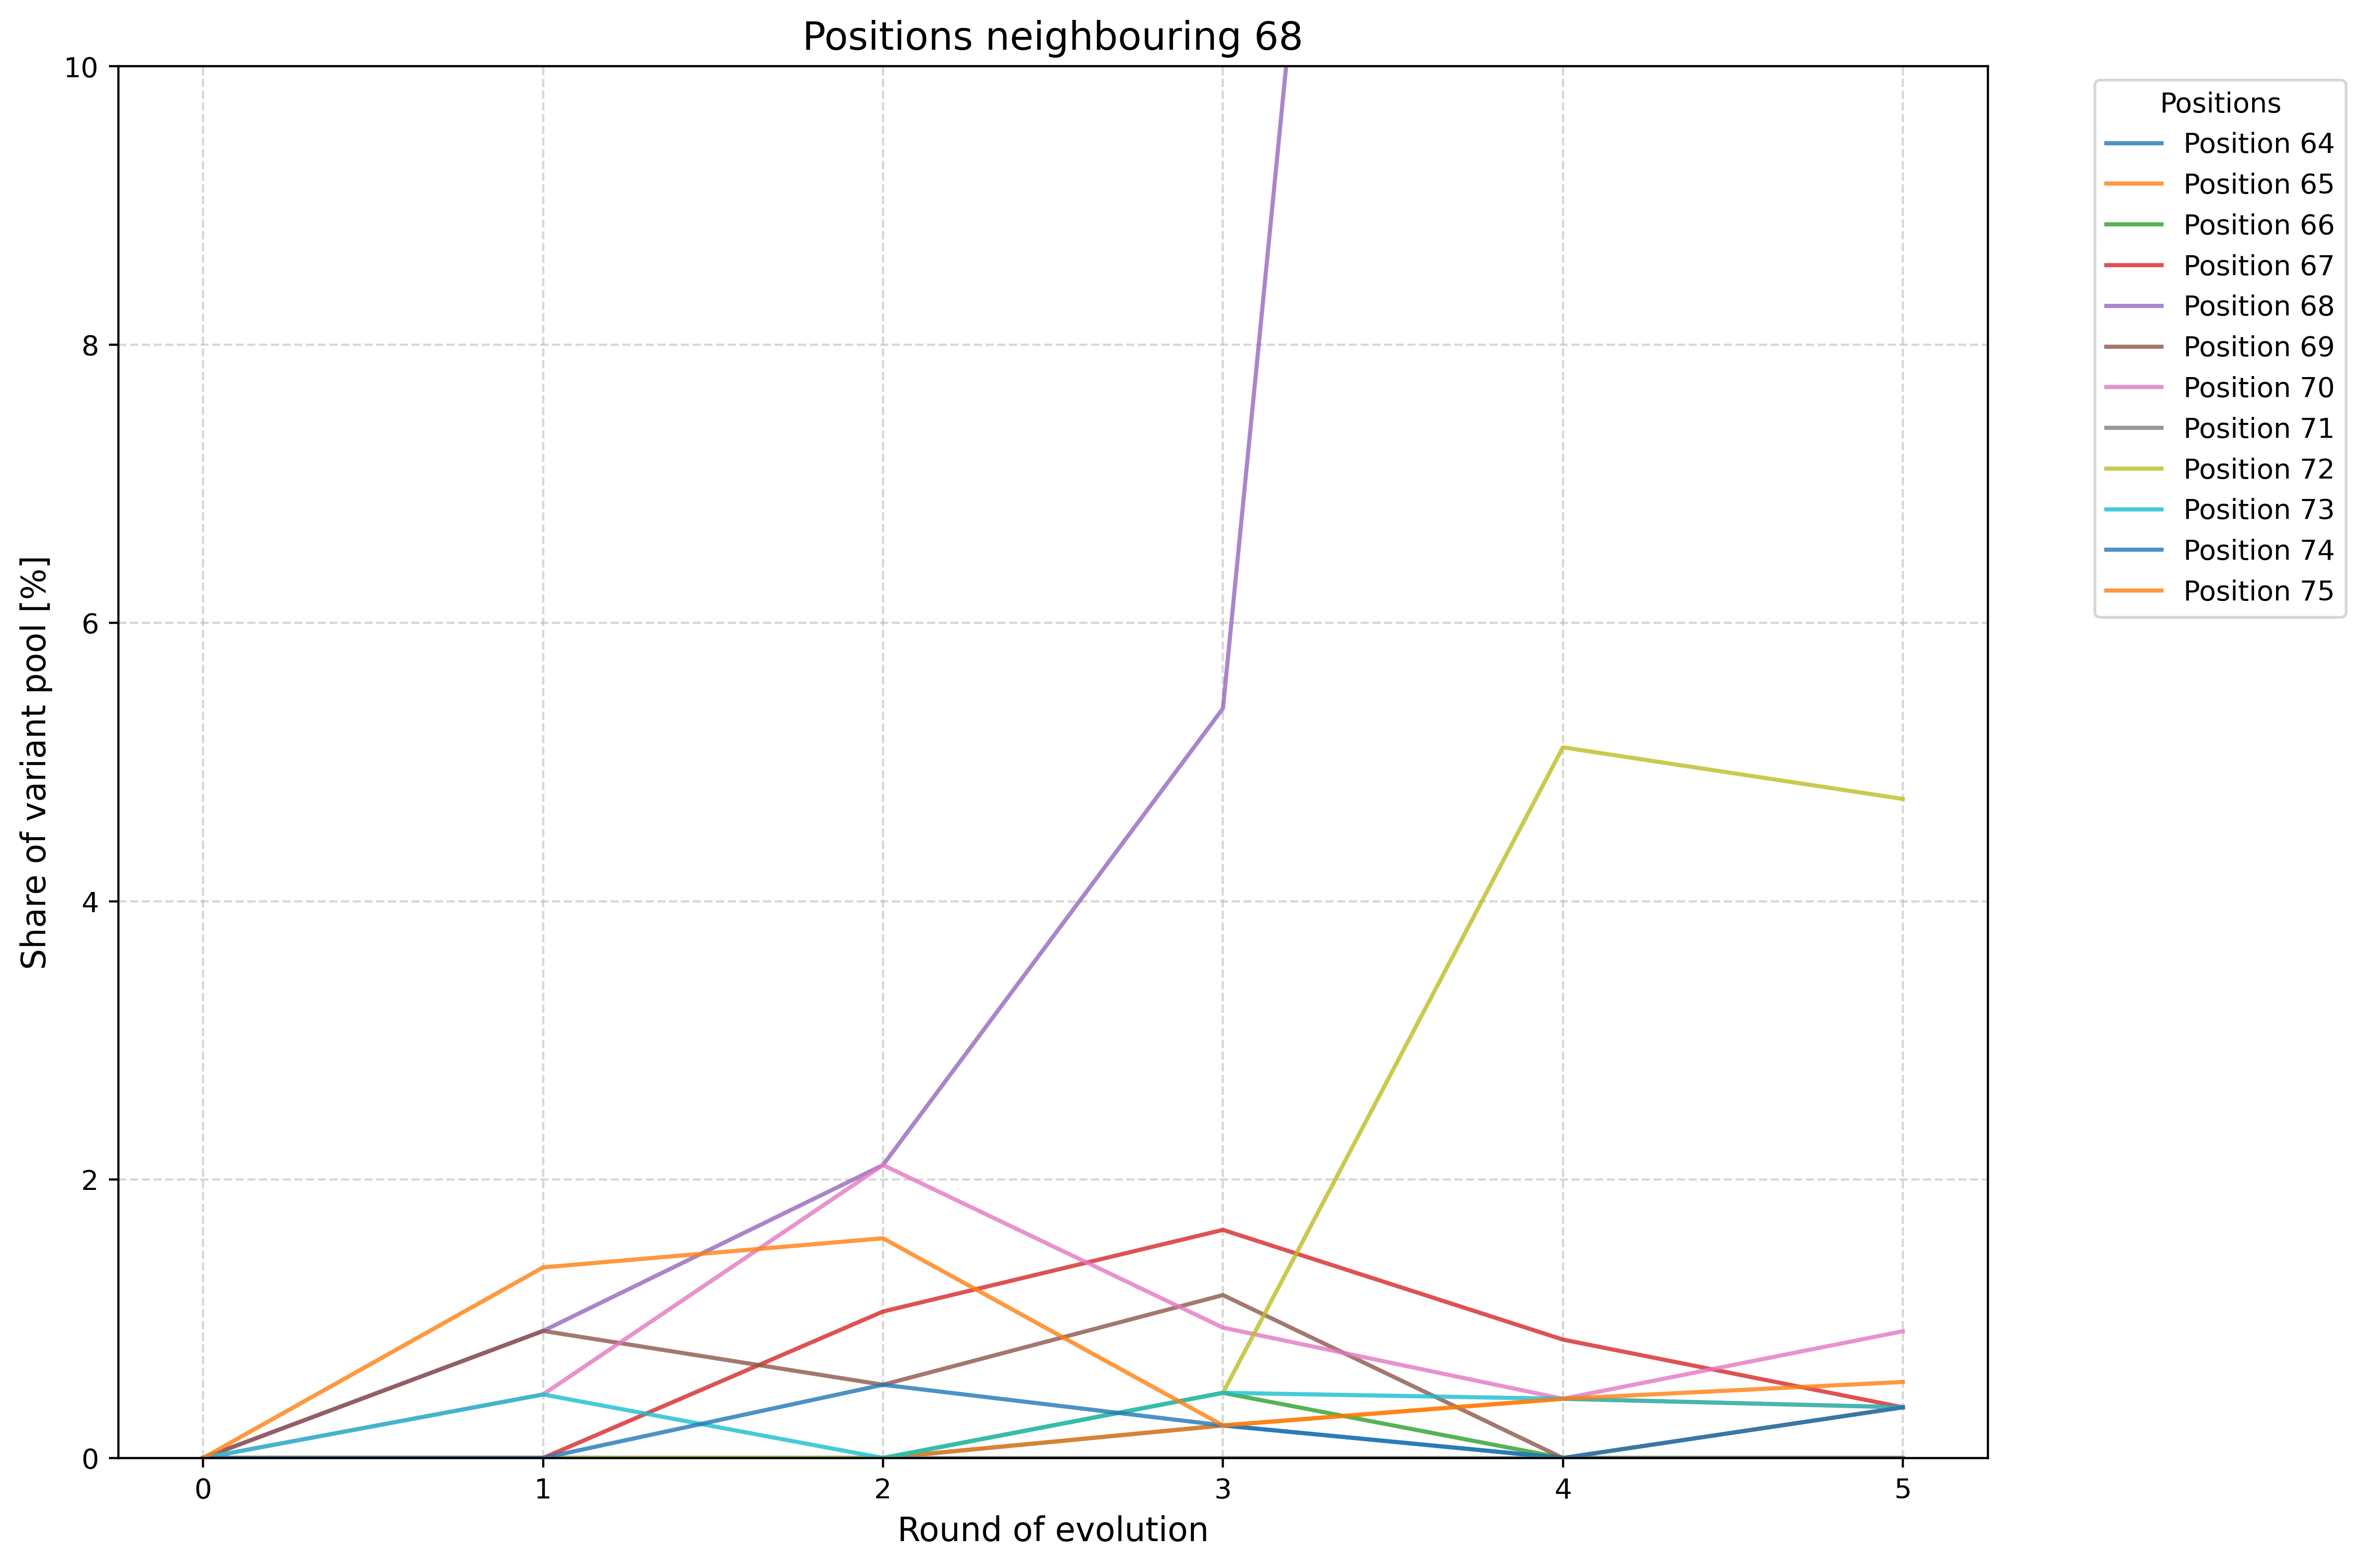 Positions neighbouring 68
10
8
6
4
2
0
Share of variant pool [%]
0 1 2 3 4 5
Round of evolution
Positions
Position 64
Position 65
Position 66
Position 67
Position 68
Position 69
Position 70
Position 71
Position 72
Position 73
Position 74
Position 75